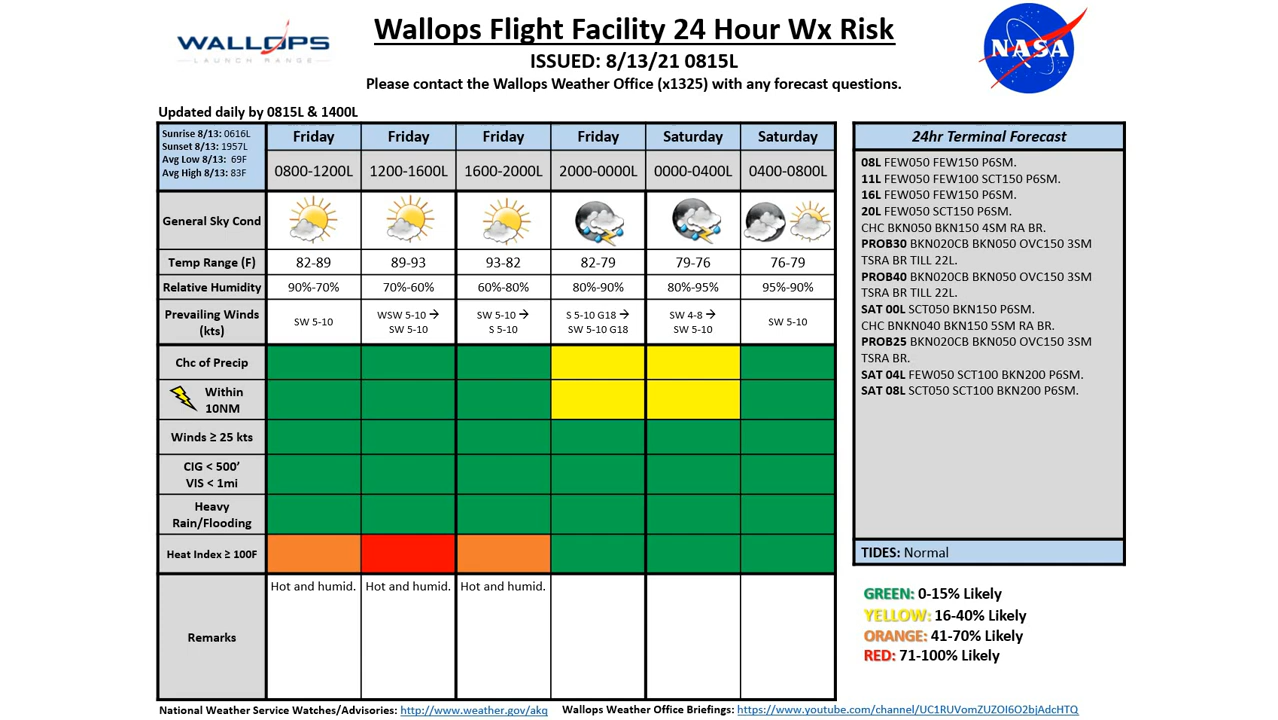 WALLOPS
LAUNCH RANGE
Wallops Flight Facility 24 Hour Wx Risk
ISSUED: 8/13/21 0815L
Please contact the Wallops Weather Office (x1325) with any forecast questions.
NASA
Updated daily by 0815L & 1400L
Sunrise 8/13: 0616L
Sunset 8/13: 1957L
Avg Low 8/13: 69F
Avg High 8/13: 83F
Friday Friday Friday Friday Saturday Saturday
0800-1200L 1200-1600L 1600-2000L 2000-0000L 0000-0400L 0400-0800L
General Sky Cond
Temp Range (F) 82-89 89-93 93-82 82-79 79-76 76-79
Relative Humidity 90%-70% 70%-60% 60%-80% 80%-90% 80%-95% 95%-90%
Prevailing Winds SW 5-10 WSW 5-10 → SW 5-10 → S 5-10 G18 → SW 4-8 → SW 5-10
(kts) SW 5-10 S 5-10 SW 5-10 G18 SW 5-10
Chc of Precip
Within
10NM
Winds ≥ 25 kts
CIG < 500’
VIS < 1mi
Heavy
Rain/Flooding
Heat Index ≥ 100F
Remarks Hot and humid. Hot and humid. Hot and humid.
24hr Terminal Forecast
08L FEW050 FEW150 P6SM.
11L FEW050 FEW100 SCT150 P6SM.
16L FEW050 FEW150 P6SM.
20L FEW050 SCT150 P6SM.
CHC BKN050 BKN150 4SM RA BR.
PROB30 BKN020CB BKN050 OVC150 3SM
TSRA BR TILL 22L.
PROB40 BKN020CB BKN050 OVC150 3SM
TSRA BR TILL 22L.
SAT 00L SCT050 BKN150 P6SM.
CHC BNKN040 BKN150 5SM RA BR.
PROB25 BKN020CB BKN050 OVC150 3SM
TSRA BR.
SAT 04L FEW050 SCT100 BKN200 P6SM.
SAT 08L SCT050 SCT100 BKN200 P6SM.
TIDES: Normal
GREEN: 0-15% Likely
YELLOW: 16-40% Likely
ORANGE: 41-70% Likely
RED: 71-100% Likely
National Weather Service Watches/Advisories: http://www.weather.gov/akq Wallops Weather Office Briefings: https://www.youtube.com/channel/UC1RUVomZUZOI6O2bjAdcHTQ